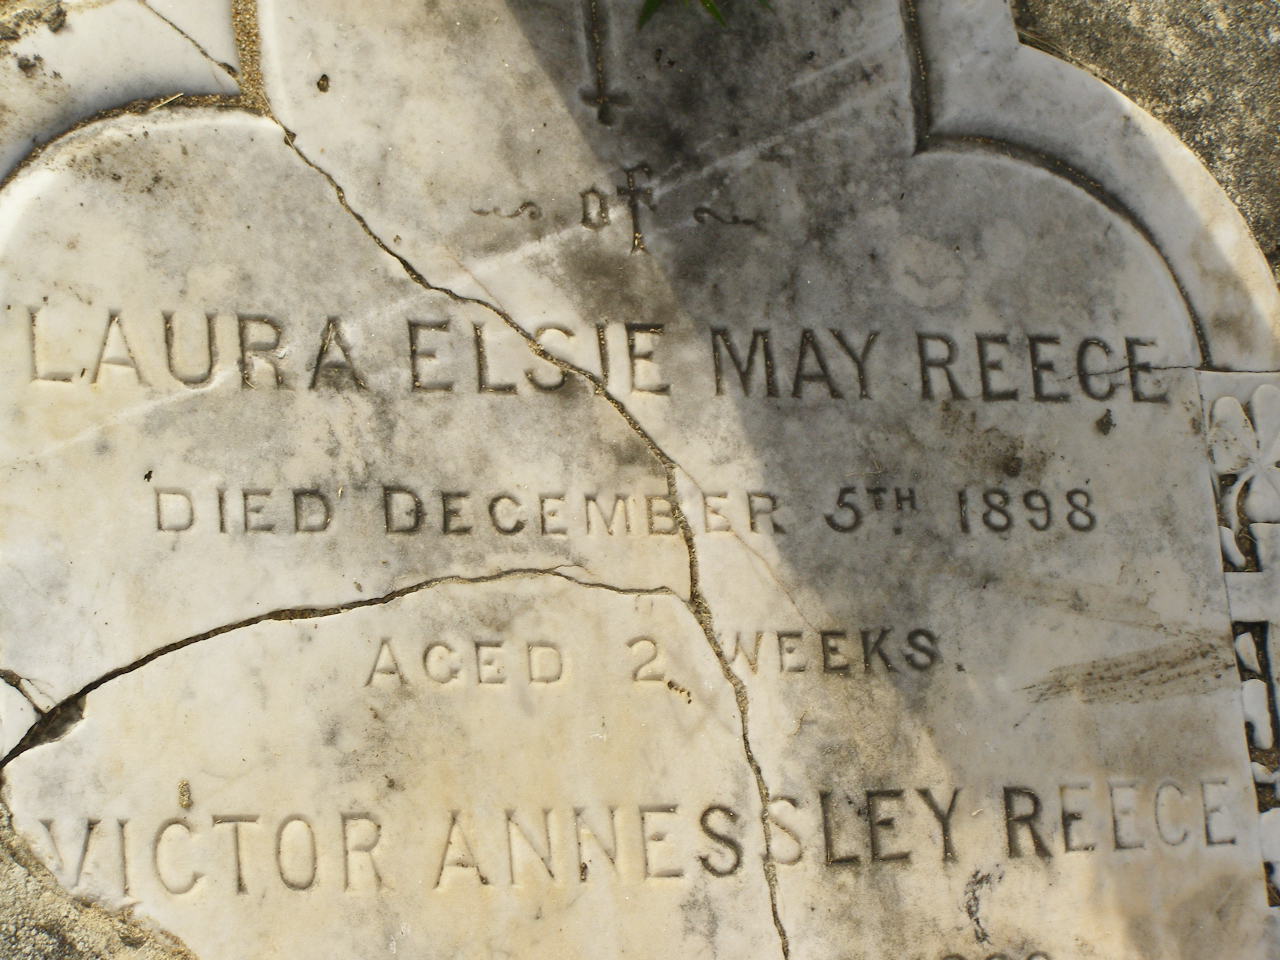 of
LAURA ELSIE MAY REECE
DIED DECEMBER 5TH 1898
AGED 2 WEEKS
VICTOR ANNESSLEY REECE